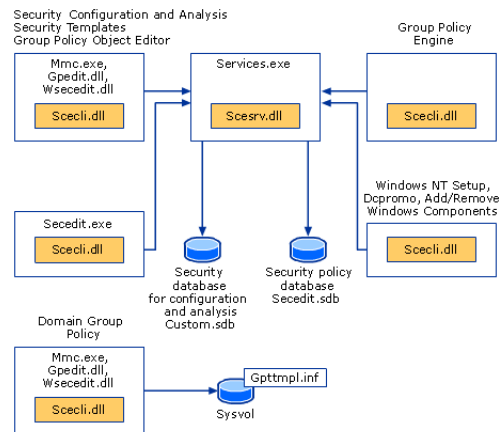 Security Configuration and Analysis
Security Templates
Group Policy Object Editor
Mmc.exe,
Gpedit.dll,
Wsecedit.dll
Scecli.dll
Services.exe
Scesrv.dll
Group Policy
Engine
Scecli.dll
Secedit.exe
Scecli.dll
Windows NT Setup,
Dcpromo, Add/Remove
Windows Components
Scecli.dll
Security
database
for configuration
and analysis
Custom.sdb
Security policy
database
Secedit.sdb
Domain Group
Policy
Mmc.exe,
Gpedit.dll,
Wsecedit.dll
Scecli.dll
Gpttmpl.inf
Sysvol